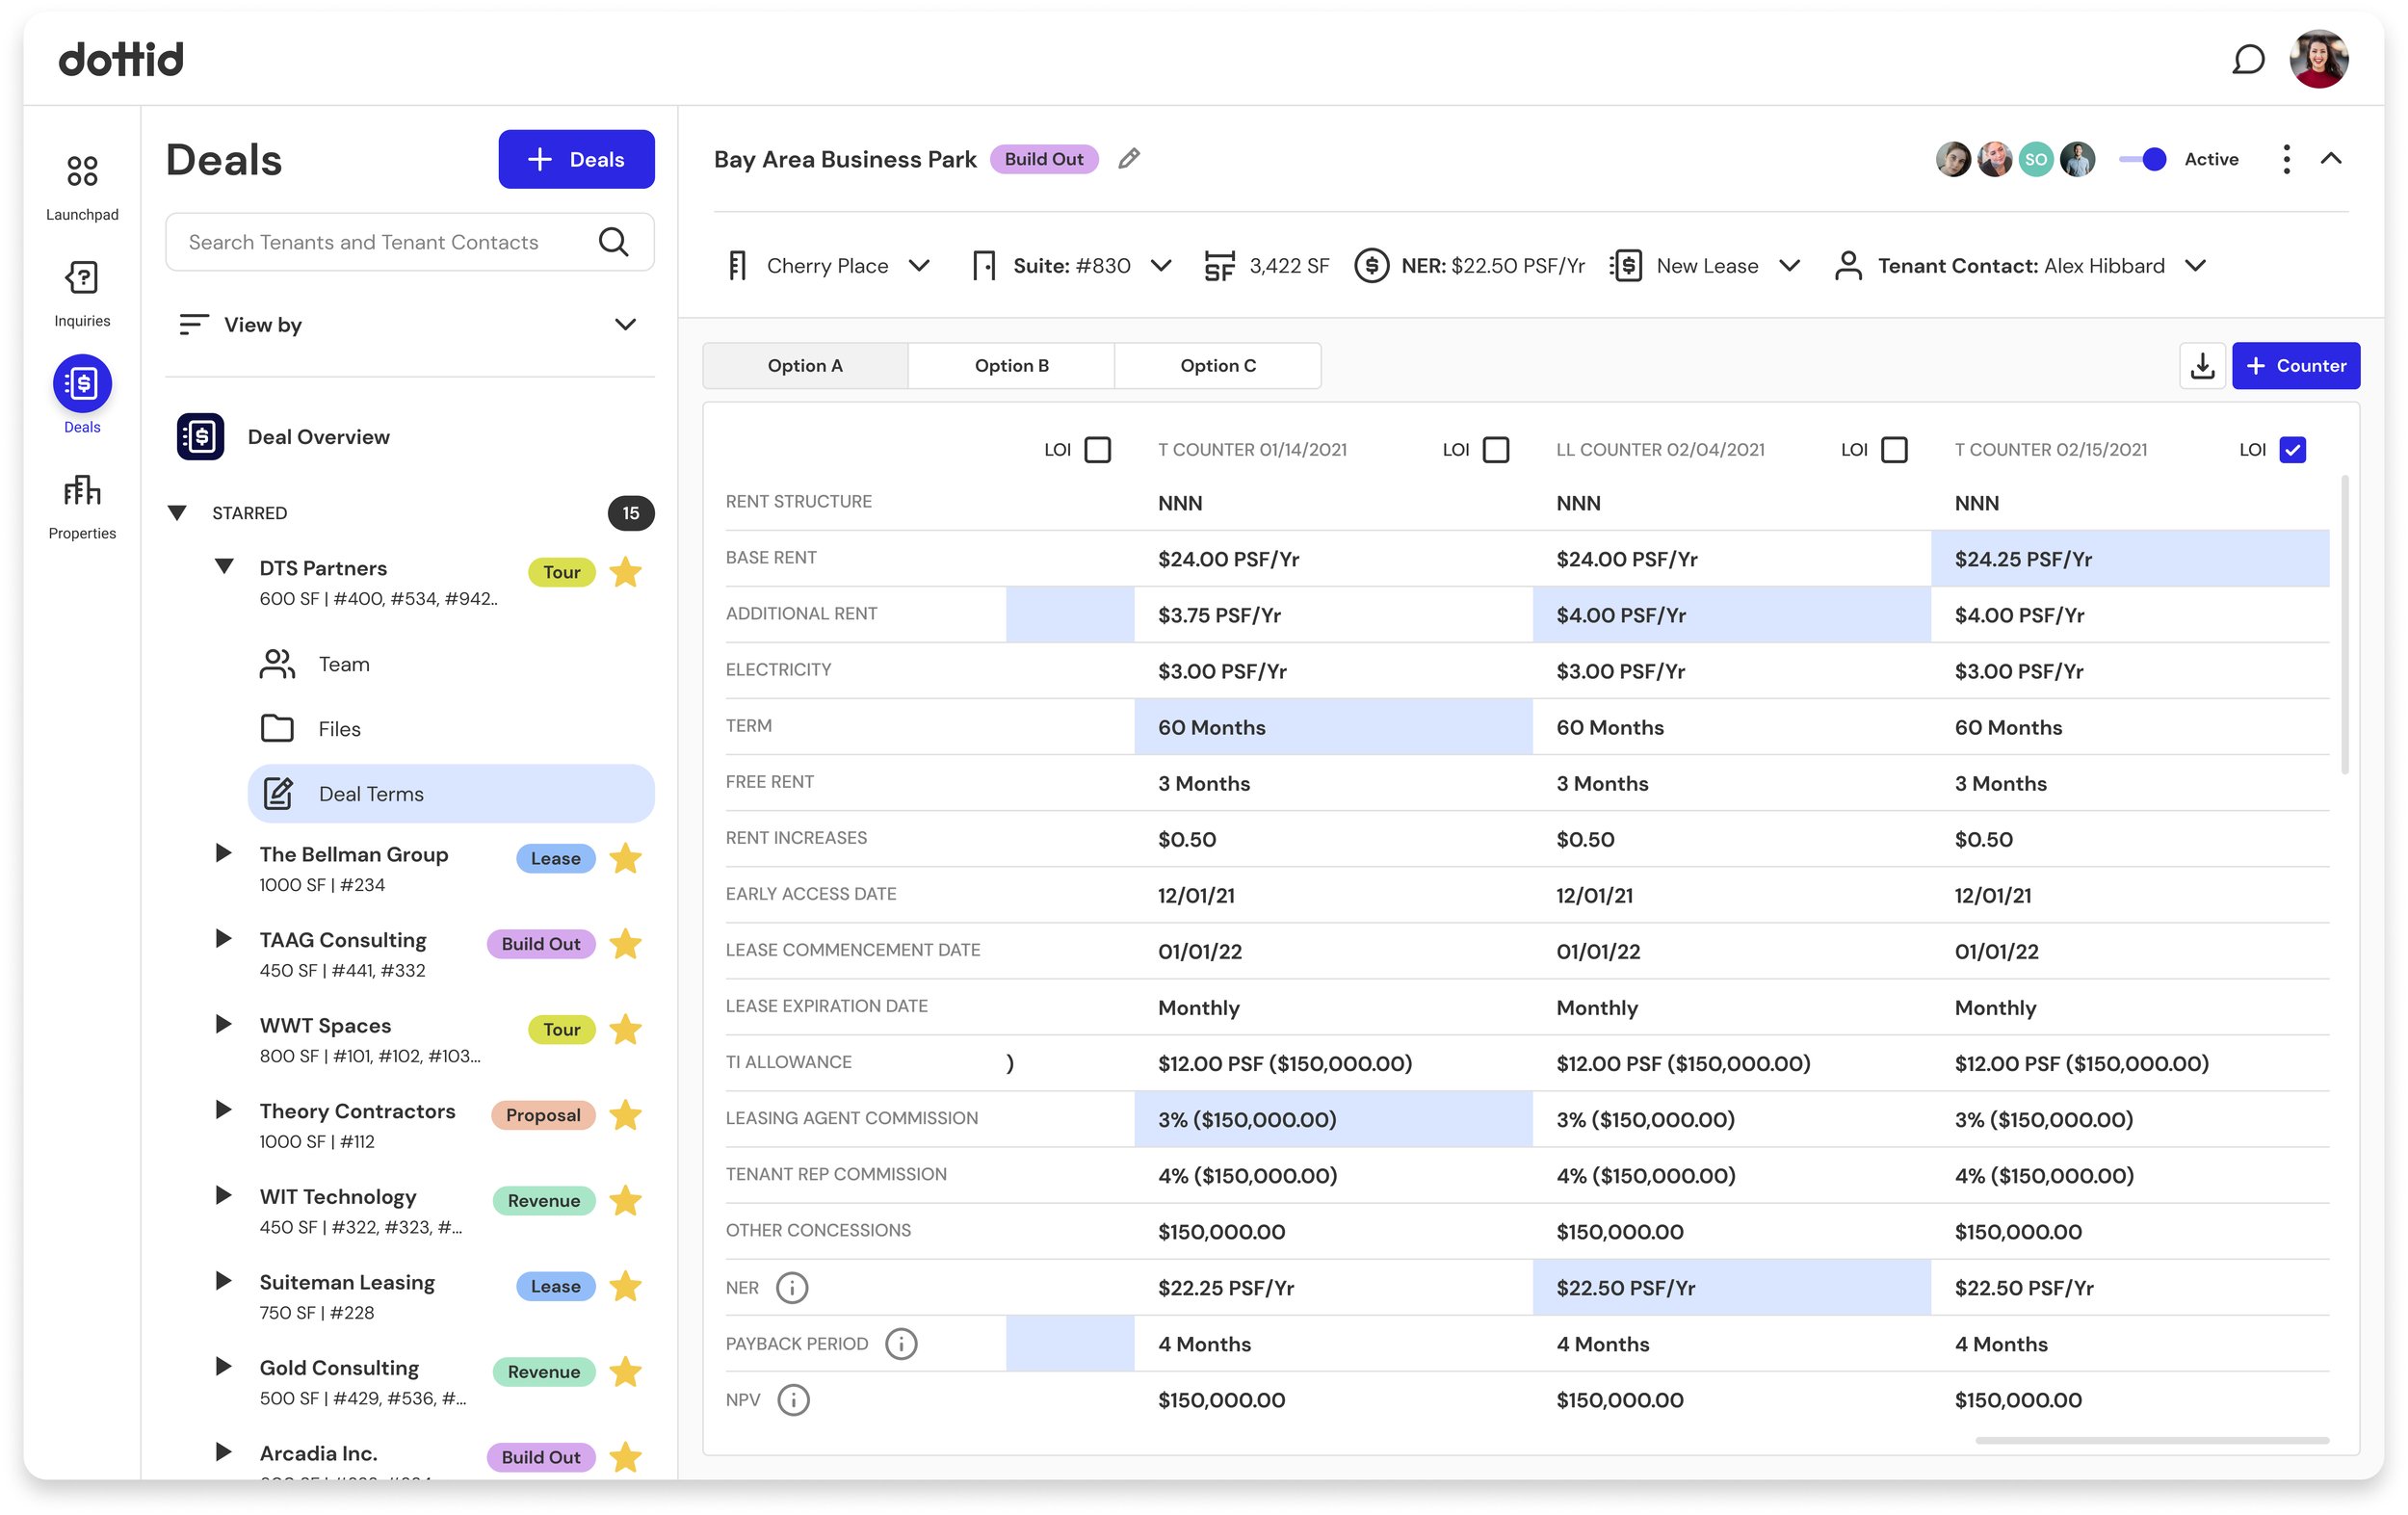 dottid
Launchpad
Inquiries
Deals
Properties
Deals
+ Deals
Search Tenants and Tenant Contacts
View by
Deal Overview
STARRED 15
DTS Partners Tour
600 SF | #400, #534, #942..
Team
Files
Deal Terms
The Bellman Group Lease
1000 SF | #234
TAAG Consulting Build Out
450 SF | #441, #332
WWT Spaces Tour
800 SF | #101, #102, #103...
Theory Contractors Proposal
1000 SF | #112
WIT Technology Revenue
450 SF | #322, #323, #...
Suiteman Leasing Lease
750 SF | #228
Gold Consulting Revenue
500 SF | #429, #536, #...
Arcadia Inc. Build Out
Bay Area Business Park Build Out
SO Active
Cherry Place Suite: #830 SF 3,422 SF $ NER: $22.50 PSF/Yr New Lease Tenant Contact: Alex Hibbard
Option A Option B Option C + Counter
LOI T COUNTER 01/14/2021 LOI LL COUNTER 02/04/2021 LOI T COUNTER 02/15/2021 LOI
RENT STRUCTURE NNN NNN NNN
BASE RENT $24.00 PSF/Yr $24.00 PSF/Yr $24.25 PSF/Yr
ADDITIONAL RENT $3.75 PSF/Yr $4.00 PSF/Yr $4.00 PSF/Yr
ELECTRICITY $3.00 PSF/Yr $3.00 PSF/Yr $3.00 PSF/Yr
TERM 60 Months 60 Months 60 Months
FREE RENT 3 Months 3 Months 3 Months
RENT INCREASES $0.50 $0.50 $0.50
EARLY ACCESS DATE 12/01/21 12/01/21 12/01/21
LEASE COMMENCEMENT DATE 01/01/22 01/01/22 01/01/22
LEASE EXPIRATION DATE Monthly Monthly Monthly
TI ALLOWANCE ) $12.00 PSF ($150,000.00) $12.00 PSF ($150,000.00) $12.00 PSF ($150,000.00)
LEASING AGENT COMMISSION 3% ($150,000.00) 3% ($150,000.00) 3% ($150,000.00)
TENANT REP COMMISSION 4% ($150,000.00) 4% ($150,000.00) 4% ($150,000.00)
OTHER CONCESSIONS $150,000.00 $150,000.00 $150,000.00
NER $22.25 PSF/Yr $22.50 PSF/Yr $22.50 PSF/Yr
PAYBACK PERIOD 4 Months 4 Months 4 Months
NPV $150,000.00 $150,000.00 $150,000.00